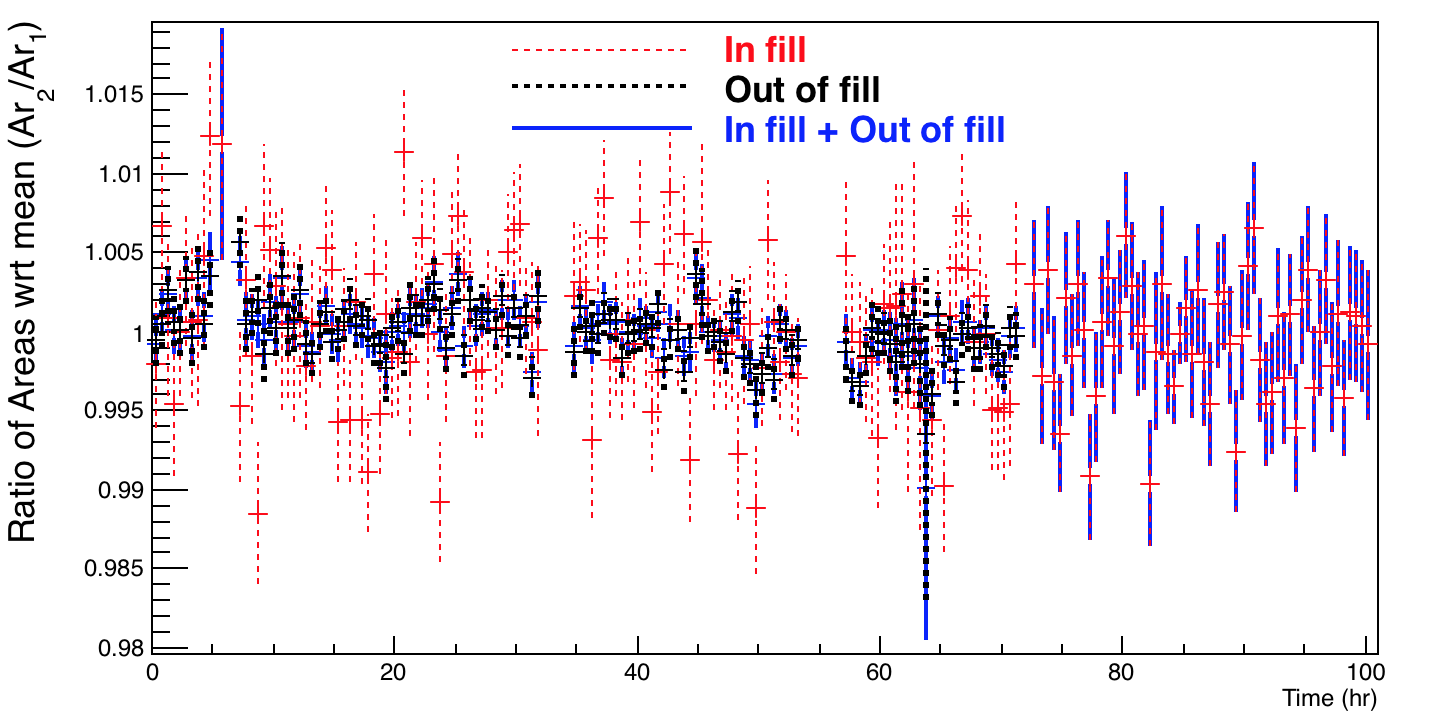 Ratio of Areas wrt mean (Ar2/Ar1)
In fill
Out of fill
In fill + Out of fill
1.015
1.01
1.005
1
0.995
0.99
0.985
0.98
0 20 40 60 80 100
Time (hr)